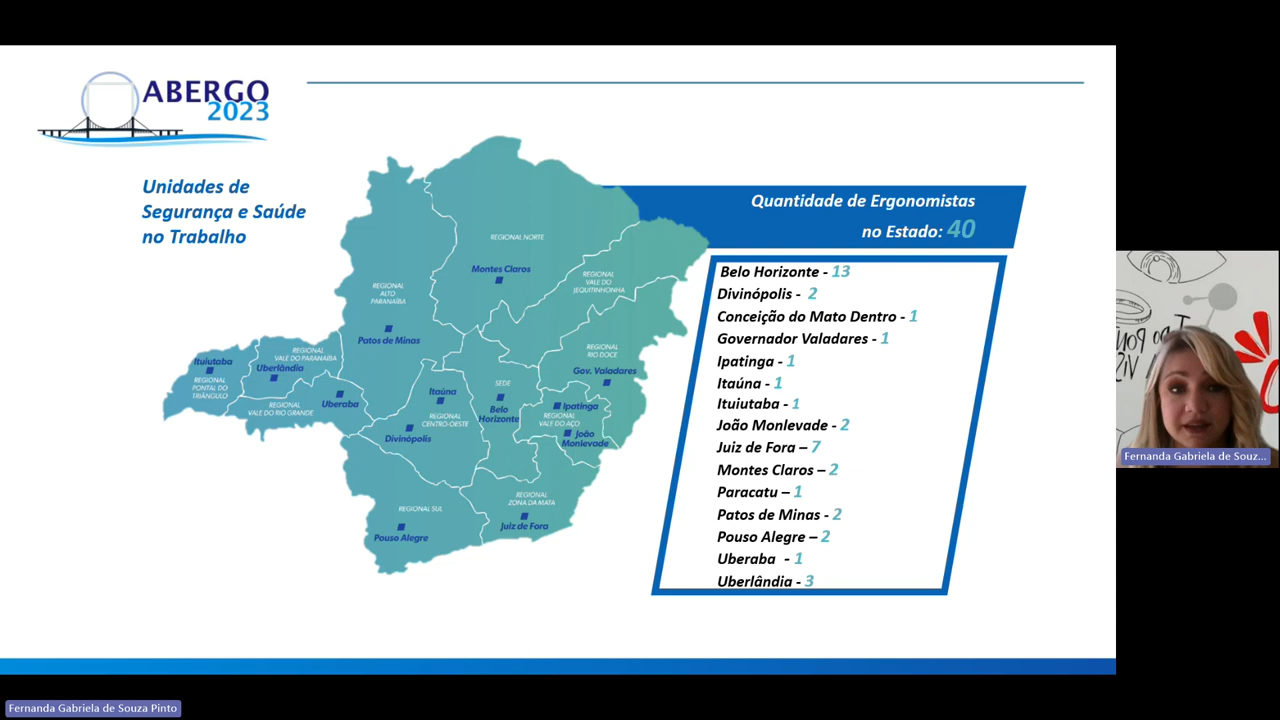 ABERGO
2023
Unidades de
Segurança e Saúde
no Trabalho
Quantidade de Ergonomistas
no Estado: 40
Belo Horizonte - 13
Divinópolis - 2
Conceição do Mato Dentro - 1
Governador Valadares - 1
Ipatinga - 1
Itaúna - 1
Ituiutaba - 1
João Monlevade - 2
Juiz de Fora – 7
Montes Claros – 2
Paracatu – 1
Patos de Minas - 2
Pouso Alegre – 2
Uberaba - 1
Uberlândia - 3
REGIONAL NORTE
Montes Claros
REGIONAL
VALE DO
JEQUITINHONHA
REGIONAL
ALTO
PARANAÍBA
Patos de Minas
REGIONAL
VALE DO PARANAÍBA
Ituiutaba
Uberlândia
REGIONAL
PONTAL DO
TRIÂNGULO
REGIONAL
VALE DO RIO GRANDE
Uberaba
REGIONAL
RIO DOCE
Gov. Valadares
Itaúna
REGIONAL
CENTRO-OESTE
Divinópolis
SEDE
Belo
Horizonte
Ipatinga
REGIONAL
VALE DO AÇO
João
Monlevade
REGIONAL SUL
Pouso Alegre
REGIONAL
ZONA DA MATA
Juiz de Fora
Fernanda Gabriela de Souz...
Fernanda Gabriela de Souza Pinto